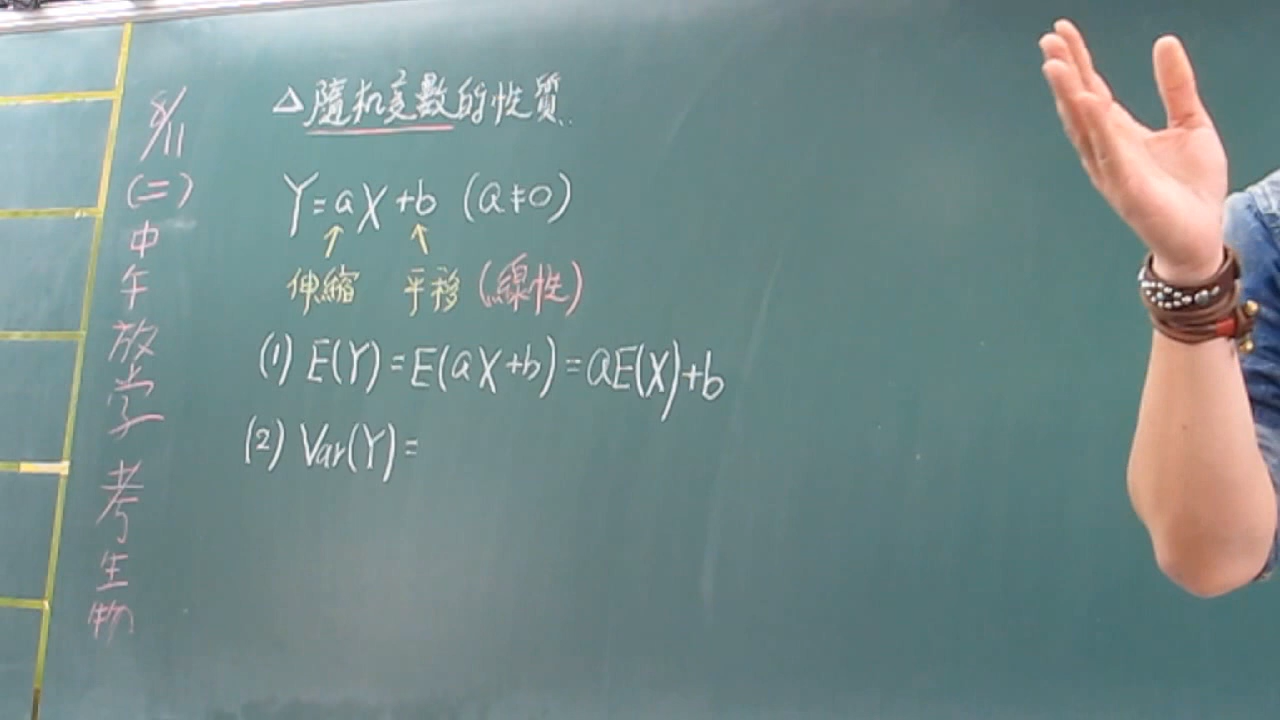 8/11
(二)
中午放学考生物
△隨机变數的性質.
Y=aX+b (a≠0)
伸縮 平移(線性)
(1) E(Y)=E(aX+b)=aE(X)+b
(2) Var(Y)=